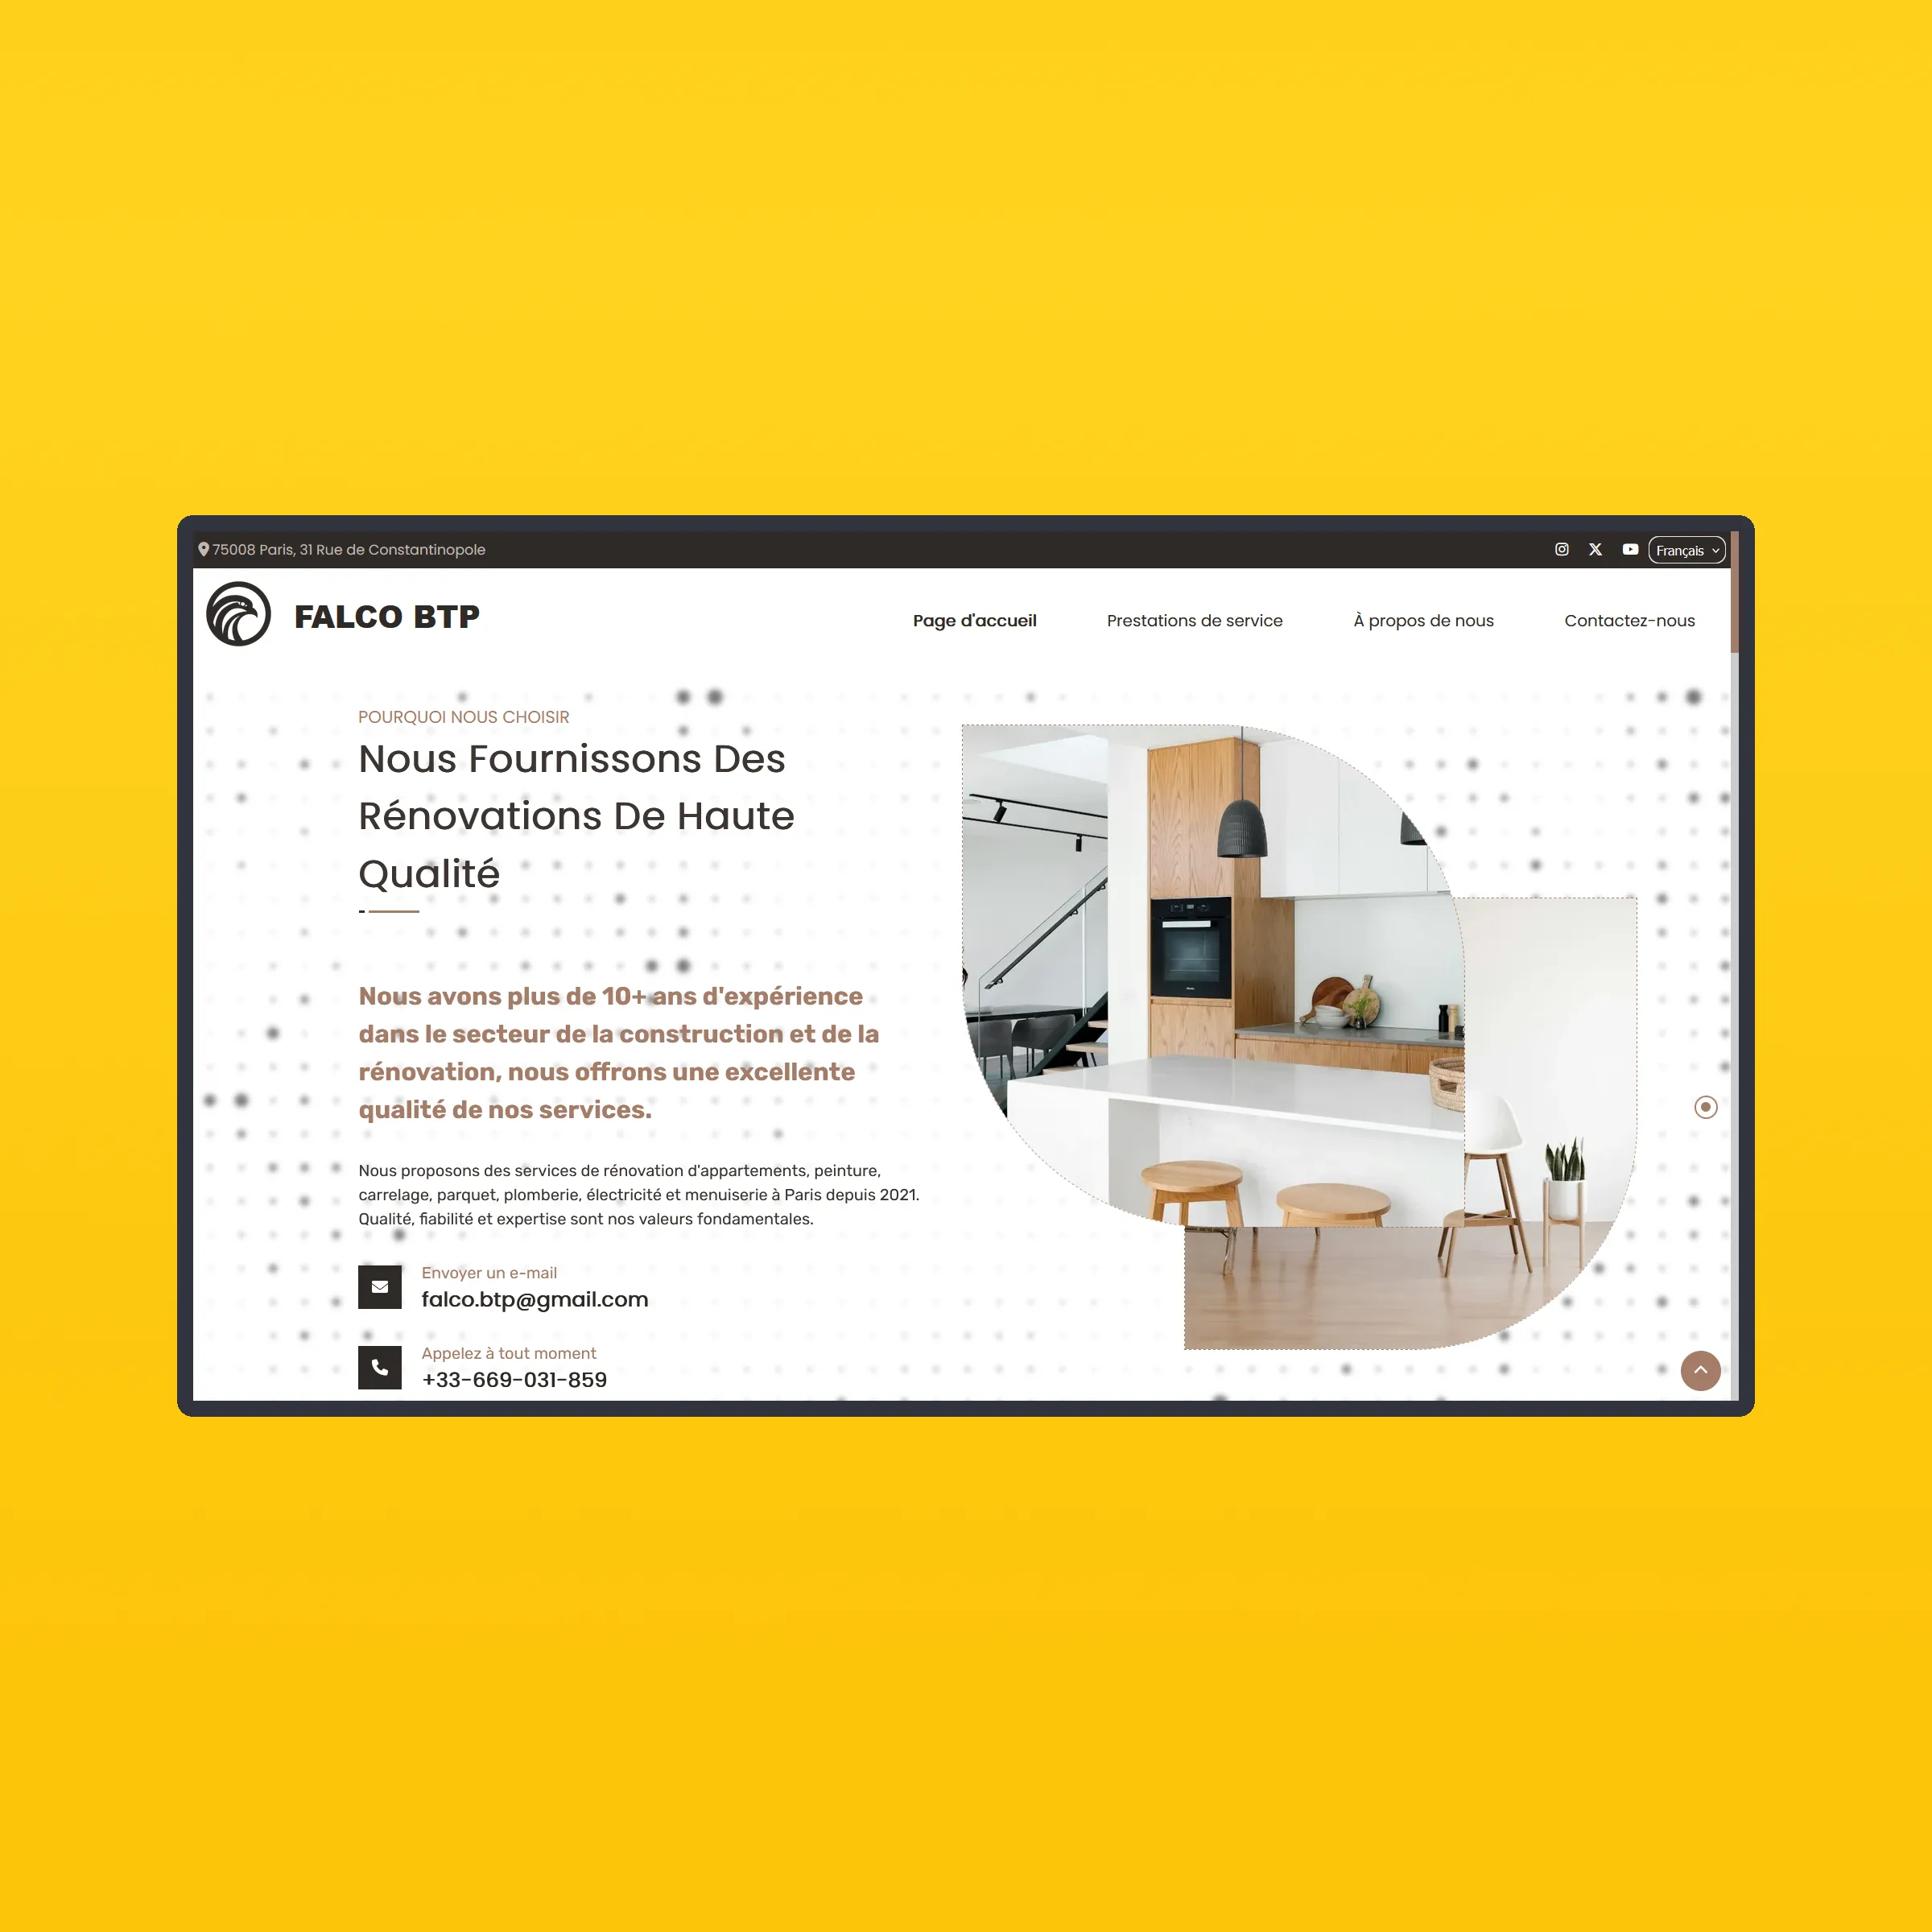 75008 Paris, 31 Rue de Constantinopole
Français
FALCO BTP
Page d'accueil
Prestations de service
À propos de nous
Contactez-nous
POURQUOI NOUS CHOISIR
Nous Fournissons Des
Rénovations De Haute
Qualité
Nous avons plus de 10+ ans d'expérience
dans le secteur de la construction et de la
rénovation, nous offrons une excellente
qualité de nos services.
Nous proposons des services de rénovation d'appartements, peinture,
carrelage, parquet, plomberie, électricité et menuiserie à Paris depuis 2021.
Qualité, fiabilité et expertise sont nos valeurs fondamentales.
Envoyer un e-mail
falco.btp@gmail.com
Appelez à tout moment
+33-669-031-859